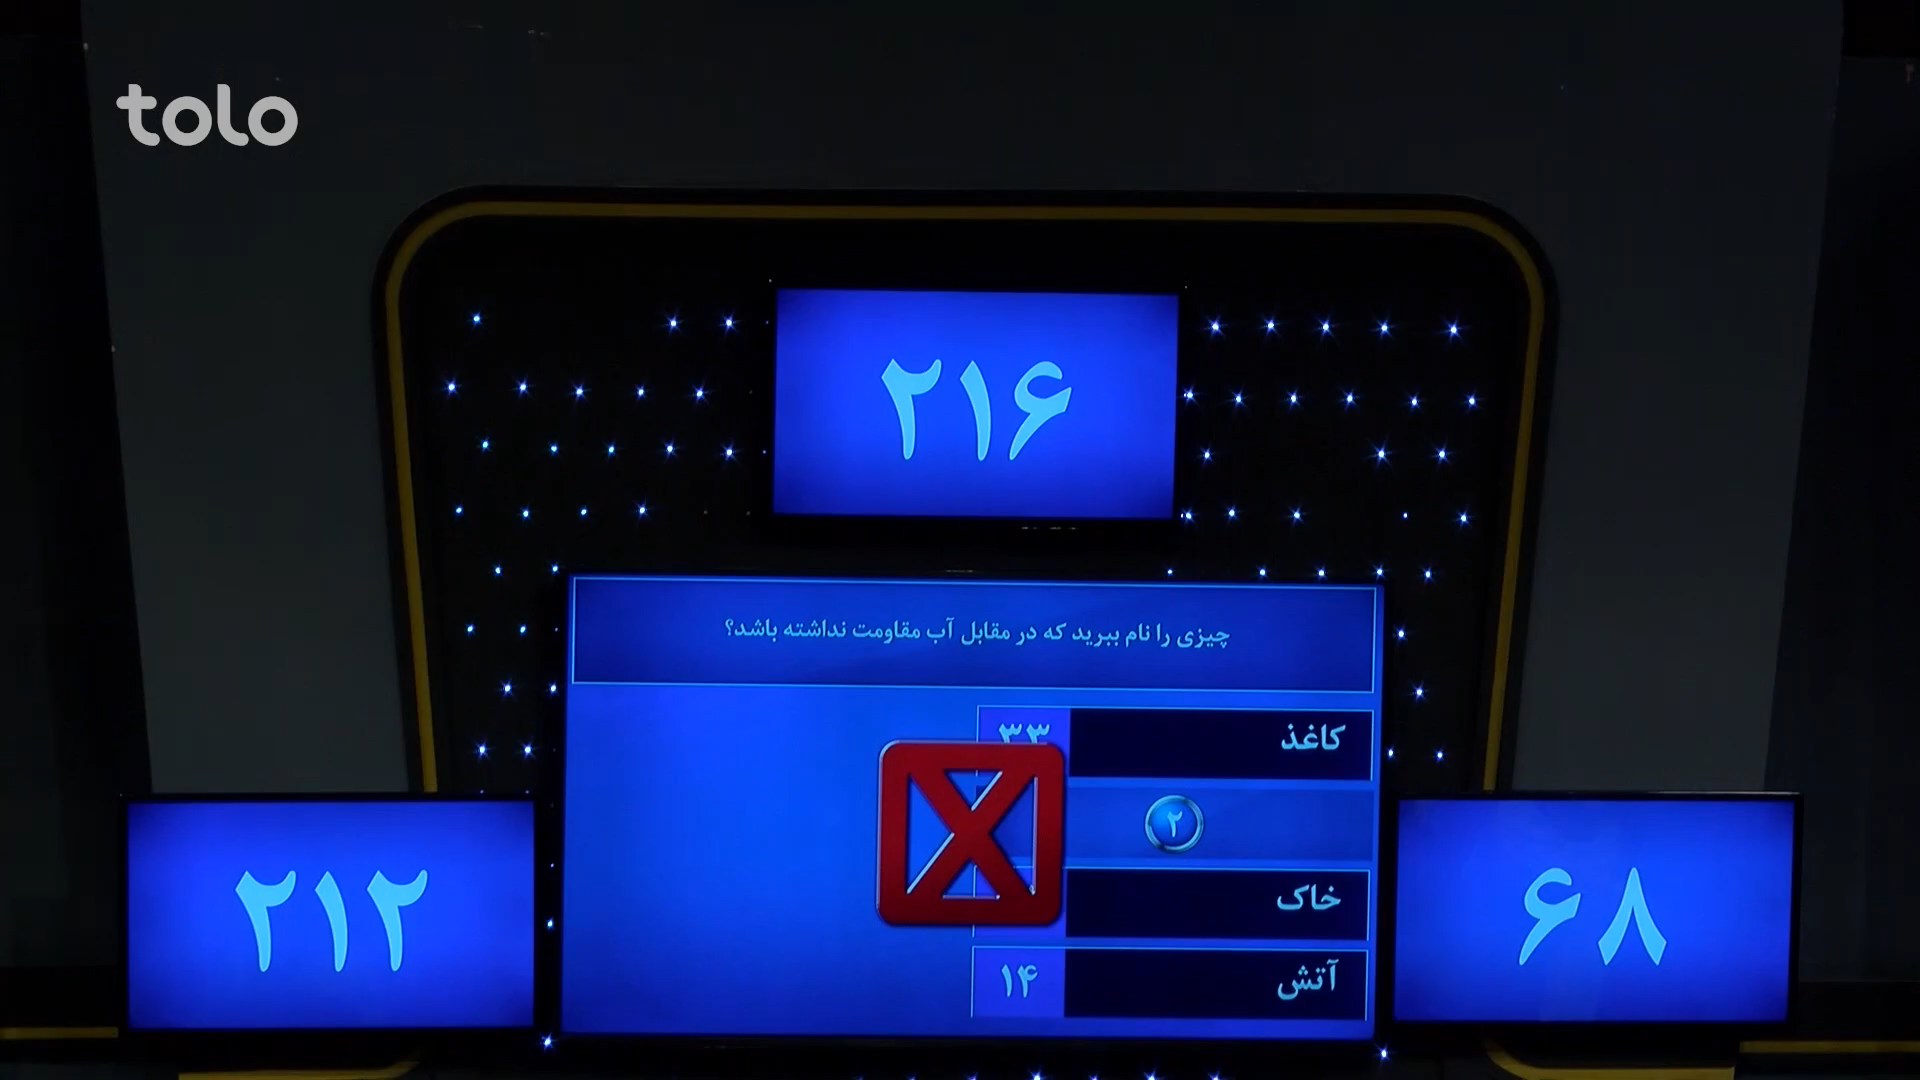 tolo
۲۱۶
چیزی را نام ببرید که در مقابل آب مقاومت نداشته باشد؟
کاغذ ۳۳
۲
خاک
آتش ۱۴
۲۱۲
۶۸